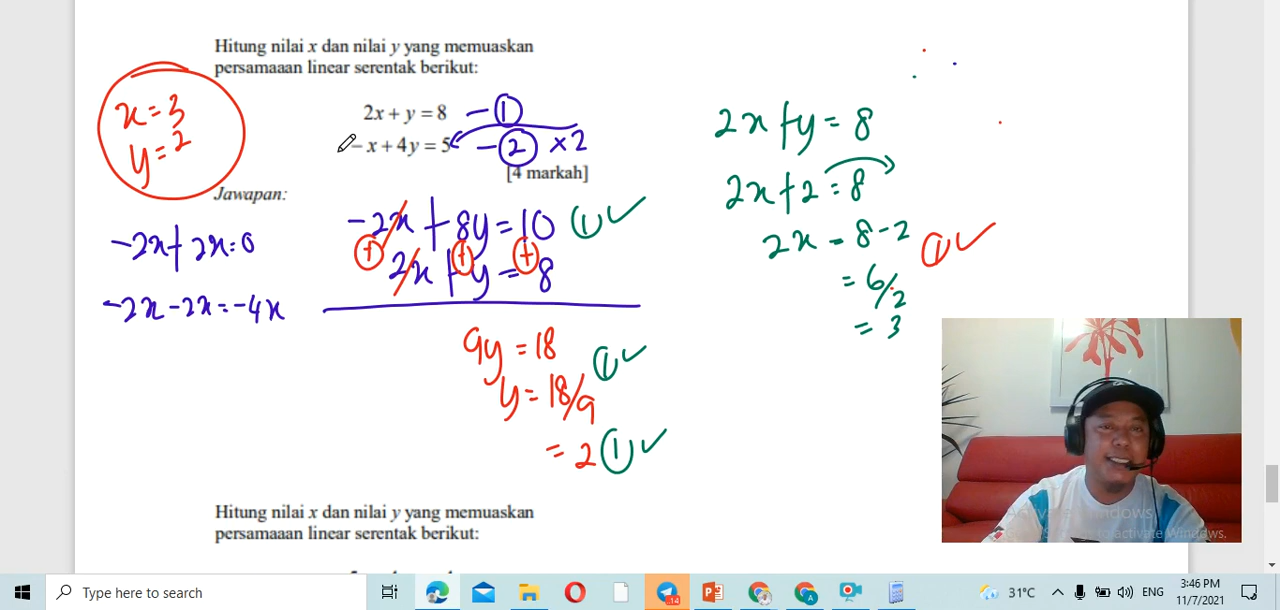 Hitung nilai x dan nilai y yang memuaskan
persamaaan linear serentak berikut:
x = 3
y = 2
2x + y = 8 - ①
- x + 4y = 5 - ② ×2
[4 markah]
Jawapan:
-2x + 8y = 10 ① ✓
2x + y = 8
(+) (+) (+)
9y = 18 ① ✓
y = 18/9
= 2 ① ✓
-2x + 2x = 0
-2x - 2x = -4x
2x + y = 8
2x + 2 = 8
2x = 8 - 2 ① ✓
= 6/2
= 3
Hitung nilai x dan nilai y yang memuaskan
persamaaan linear serentak berikut:
Type here to search
14
31°C
ENG
3:46 PM
11/7/2021